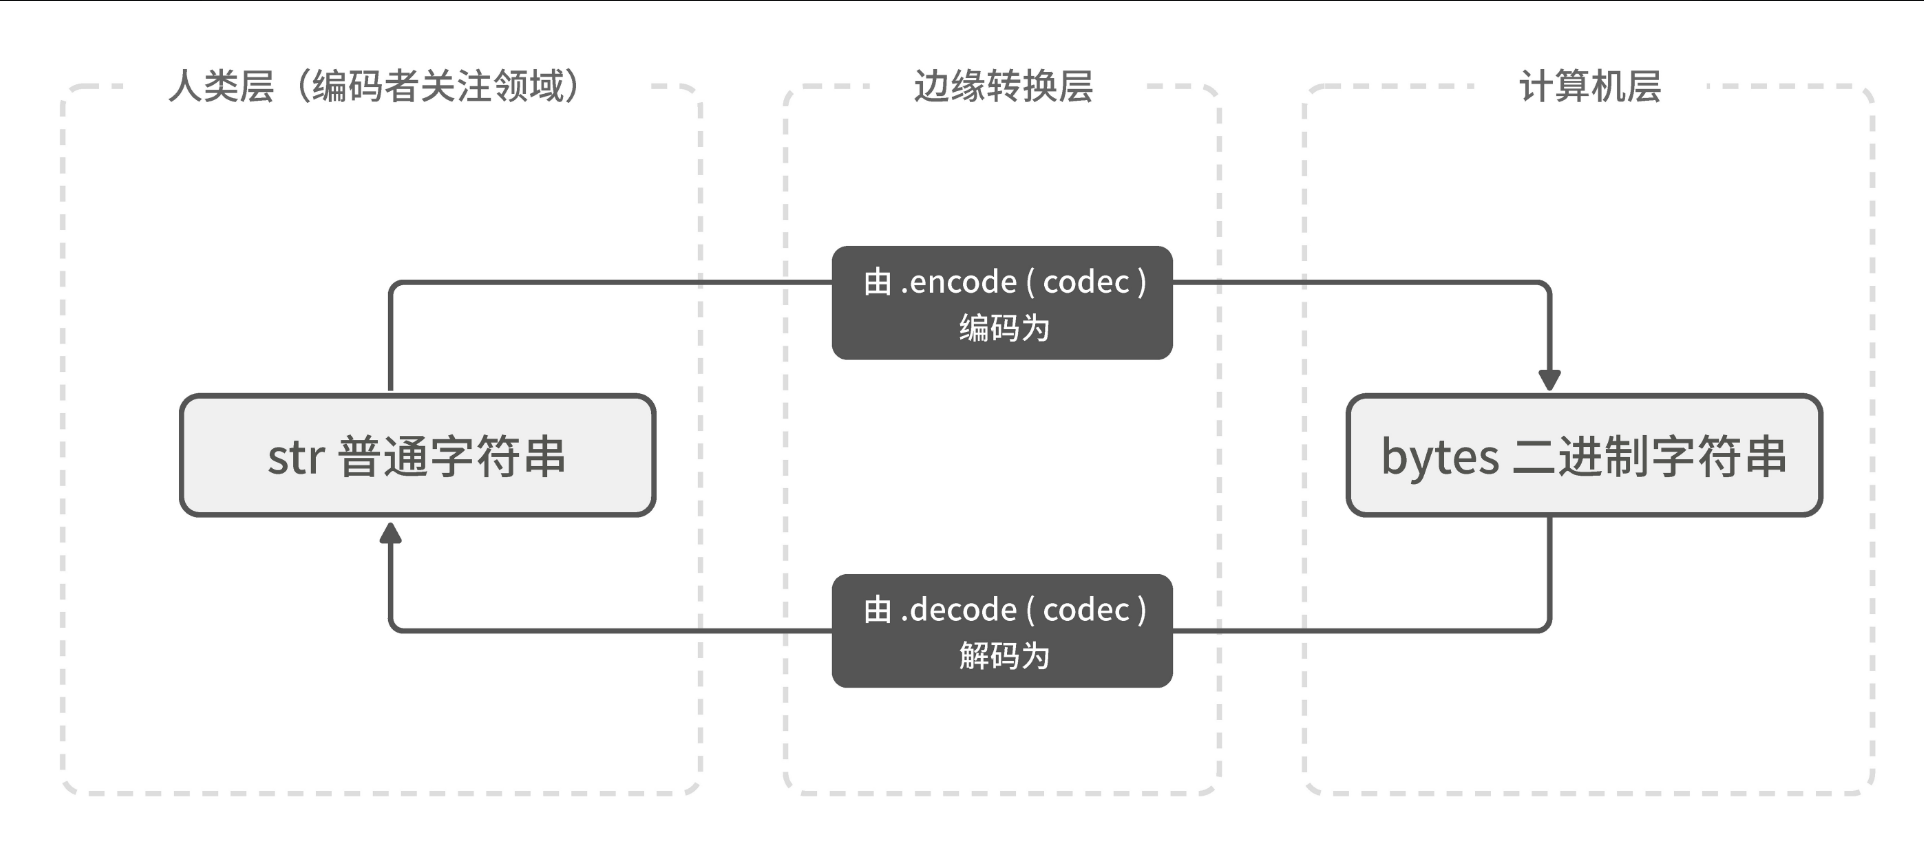 人类层（编码者关注领域）
边缘转换层
计算机层
由 .encode ( codec )
编码为
str 普通字符串
bytes 二进制字符串
由 .decode ( codec )
解码为